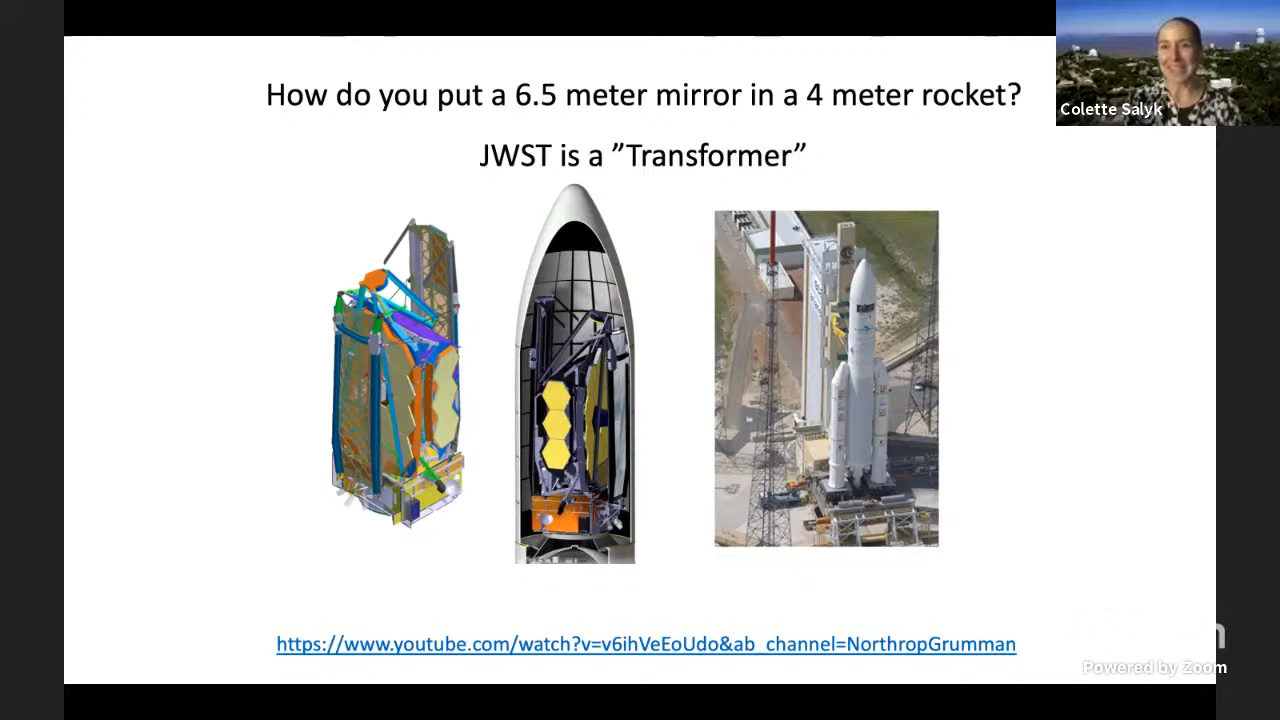 How do you put a 6.5 meter mirror in a 4 meter rocket?
JWST is a ”Transformer”
Colette Salyk
https://www.youtube.com/watch?v=v6ihVeEoUdo&ab_channel=NorthropGrumman
Powered by Zoom